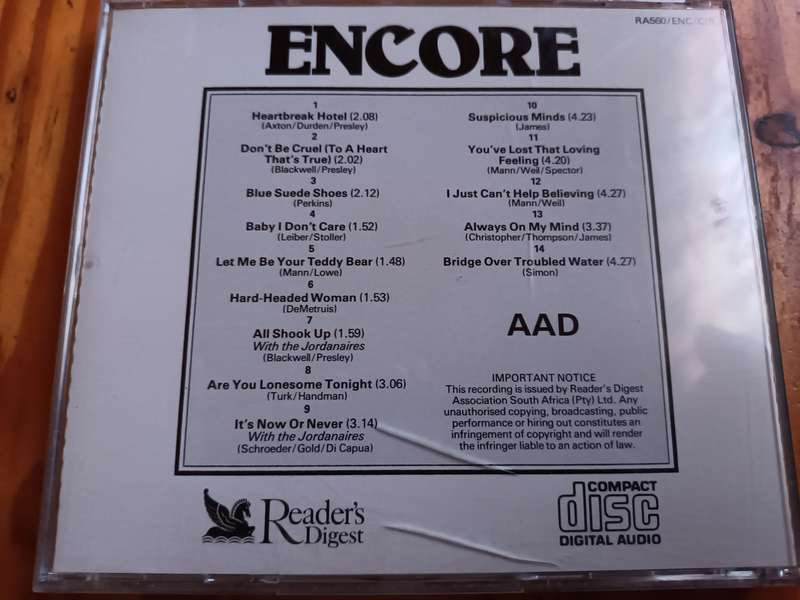 RA560/ENC/C/1
ENCORE
1
Heartbreak Hotel (2.08)
(Axton/Durden/Presley)
2
Don't Be Cruel (To A Heart
That's True) (2.02)
(Blackwell/Presley)
3
Blue Suede Shoes (2.12)
(Perkins)
4
Baby I Don't Care (1.52)
(Leiber/Stoller)
5
Let Me Be Your Teddy Bear (1.48)
(Mann/Lowe)
6
Hard-Headed Woman (1.53)
(DeMetruis)
7
All Shook Up (1.59)
With the Jordanaires
(Blackwell/Presley)
8
Are You Lonesome Tonight (3.06)
(Turk/Handman)
9
It's Now Or Never (3.14)
With the Jordanaires
(Schroeder/Gold/Di Capua)
10
Suspicious Minds (4.23)
(James)
11
You've Lost That Loving
Feeling (4.20)
(Mann/Weil/Spector)
12
I Just Can't Help Believing (4.27)
(Mann/Weil)
13
Always On My Mind (3.37)
(Christopher/Thompson/James)
14
Bridge Over Troubled Water (4.27)
(Simon)
AAD
IMPORTANT NOTICE
This recording is issued by Reader's Digest
Association South Africa (Pty) Ltd. Any
unauthorised copying, broadcasting, public
performance or hiring out constitutes an
infringement of copyright and will render
the infringer liable to an action of law.
Reader's
Digest
COMPACT
disc
DIGITAL AUDIO